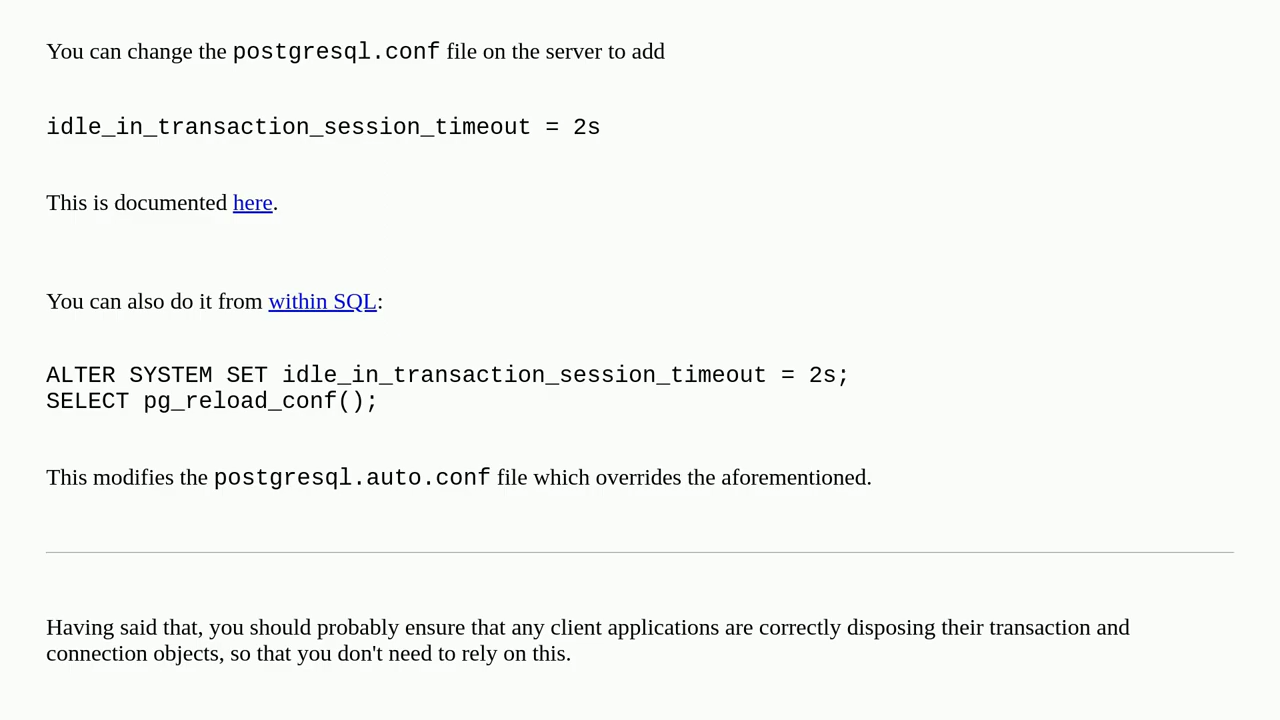 You can change the postgresql.conf file on the server to add
idle_in_transaction_session_timeout = 2s
This is documented here.
You can also do it from within SQL:
ALTER SYSTEM SET idle_in_transaction_session_timeout = 2s;
SELECT pg_reload_conf();
This modifies the postgresql.auto.conf file which overrides the aforementioned.
Having said that, you should probably ensure that any client applications are correctly disposing their transaction and
connection objects, so that you don't need to rely on this.